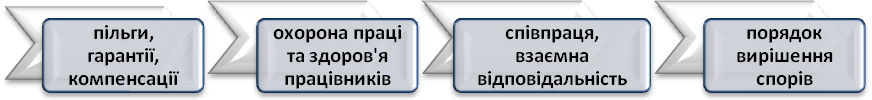 пільги,
гарантії,
компенсації
охорона праці
та здоров'я
працівників
співпраця,
взаємна
відповідальність
порядок
вирішення
спорів